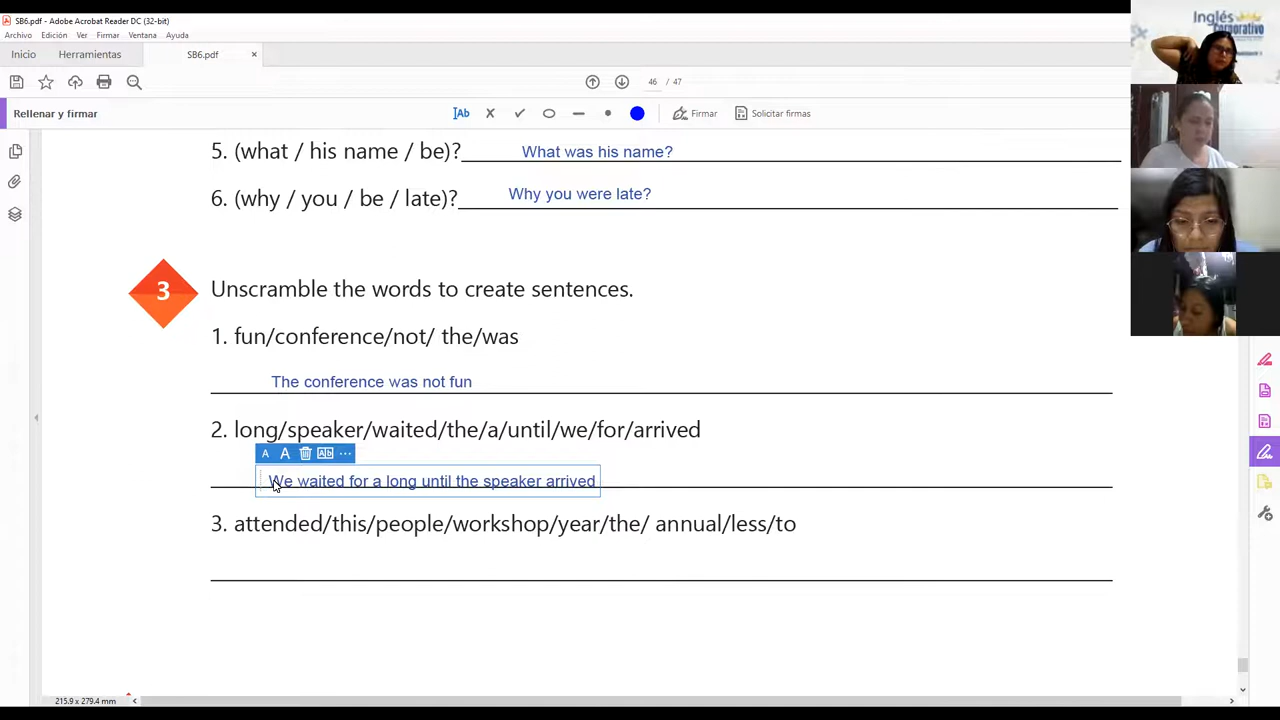 SB6.pdf - Adobe Acrobat Reader DC (32-bit)
Archivo Edición Ver Firmar Ventana Ayuda
Inicio Herramientas SB6.pdf ×
46 / 47
Rellenar y firmar Ab Firmar Solicitar firmas
Inglés
Corporativo
5. (what / his name / be)? What was his name?
6. (why / you / be / late)? Why you were late?
3 Unscramble the words to create sentences.
1. fun/conference/not/ the/was
The conference was not fun
2. long/speaker/waited/the/a/until/we/for/arrived
A A Ab ...
We waited for a long until the speaker arrived
3. attended/this/people/workshop/year/the/ annual/less/to
215.9 x 279.4 mm